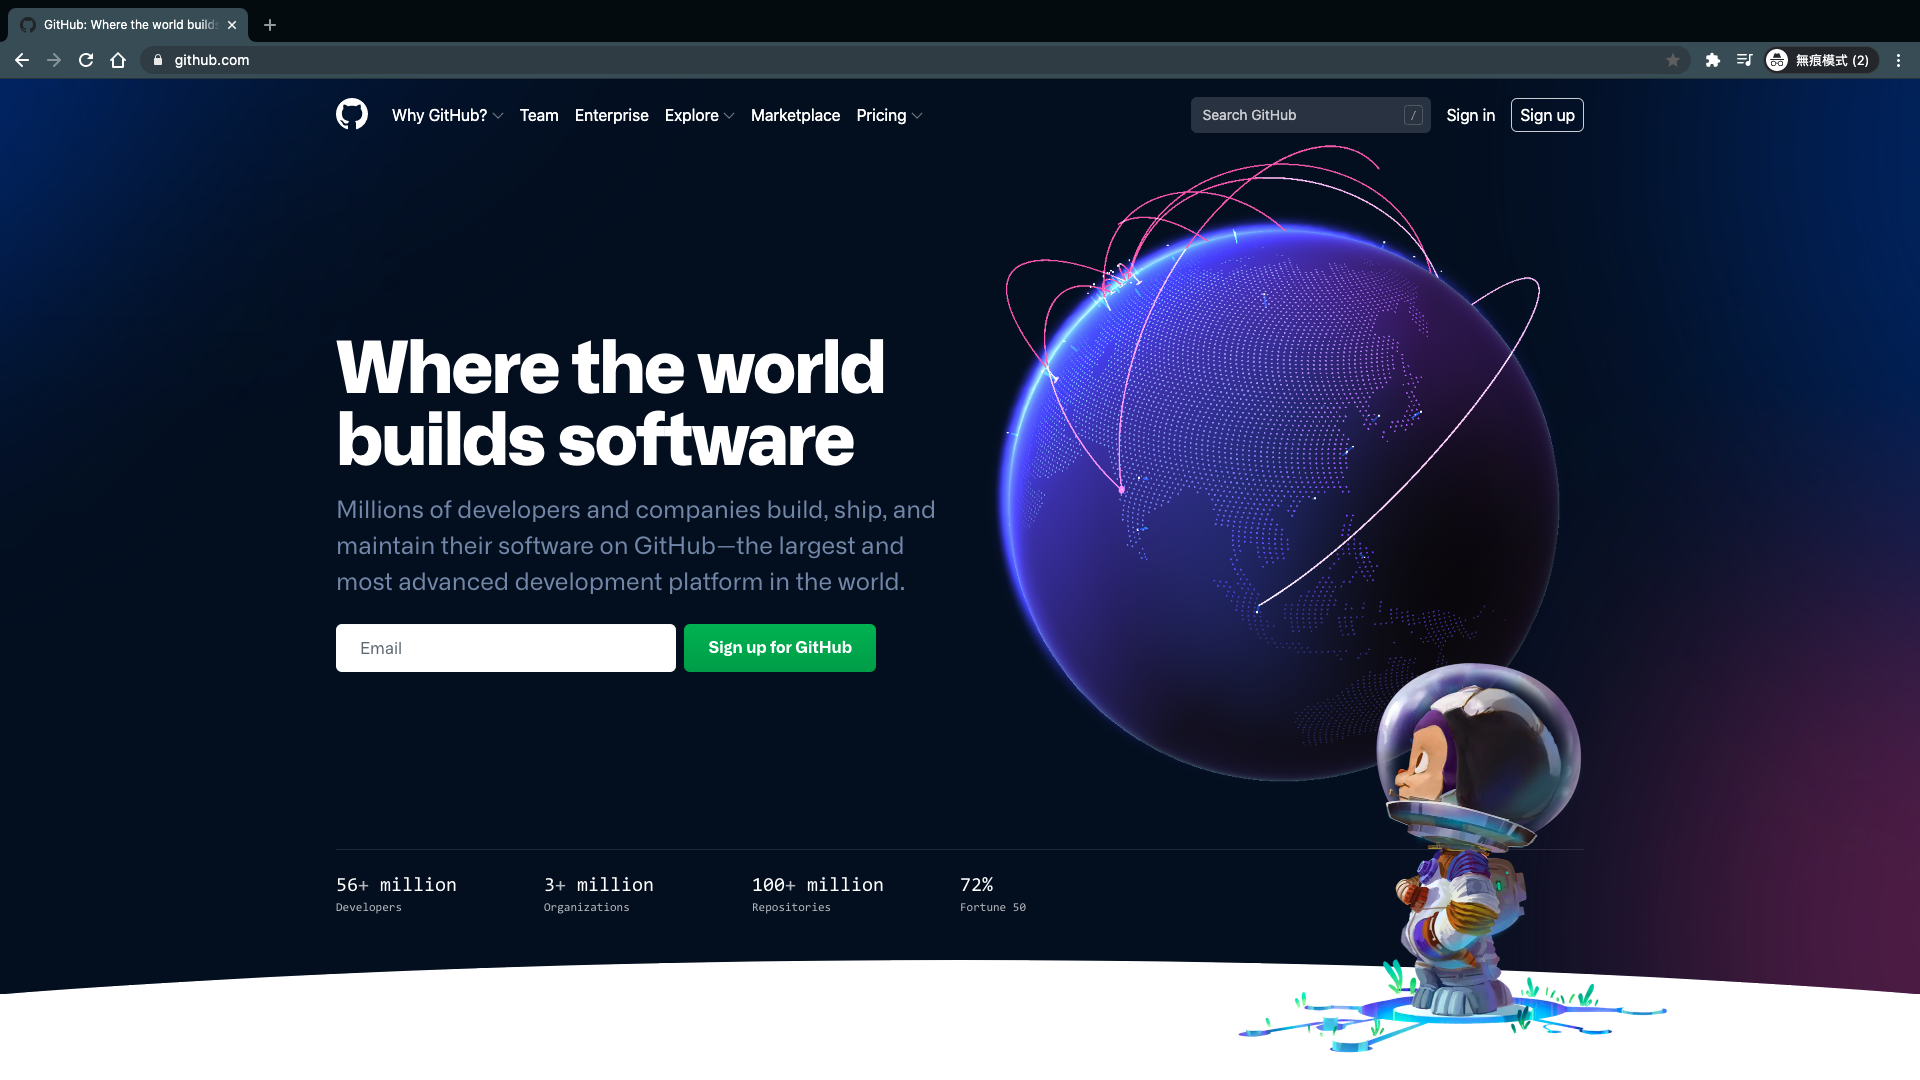 GitHub: Where the world builds
github.com
無痕模式 (2)
Why GitHub?
Team
Enterprise
Explore
Marketplace
Pricing
Search GitHub
/
Sign in
Sign up
Where the world
builds software
Millions of developers and companies build, ship, and
maintain their software on GitHub—the largest and
most advanced development platform in the world.
Email
Sign up for GitHub
56+ million
3+ million
100+ million
72%
Developers
Organizations
Repositories
Fortune 50